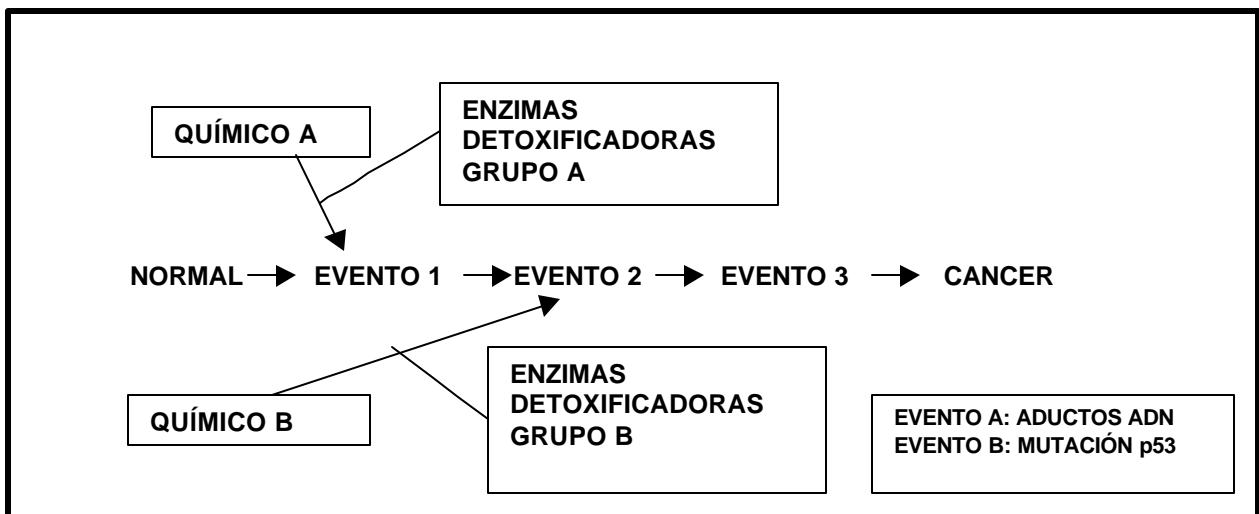 QUÍMICO A
ENZIMAS
DETOXIFICADORAS
GRUPO A
NORMAL EVENTO 1 EVENTO 2 EVENTO 3 CANCER
QUÍMICO B
ENZIMAS
DETOXIFICADORAS
GRUPO B
EVENTO A: ADUCTOS ADN
EVENTO B: MUTACIÓN p53